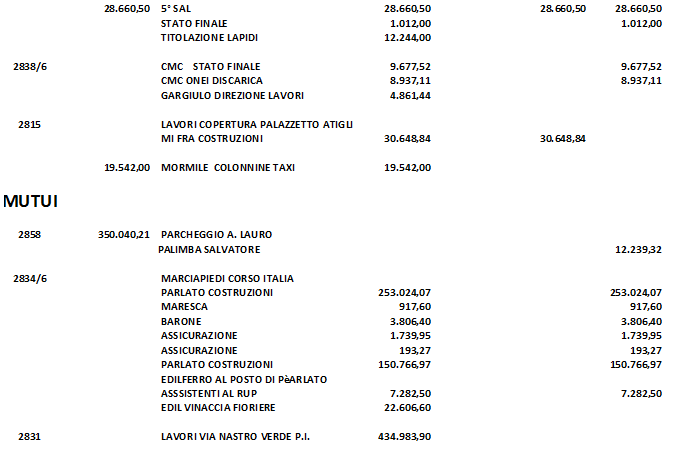 28.660,50 5° SAL 28.660,50 28.660,50 28.660,50
STATO FINALE 1.012,00 1.012,00
TITOLAZIONE LAPIDI 12.244,00
2838/6 CMC STATO FINALE 9.677,52 9.677,52
CMC ONEI DISCARICA 8.937,11 8.937,11
GARGIULO DIREZIONE LAVORI 4.861,44
2815 LAVORI COPERTURA PALAZZETTO ATIGLI
MI FRA COSTRUZIONI 30.648,84 30.648,84
19.542,00 MORMILE COLONNINE TAXI 19.542,00
MUTUI
2858 350.040,21 PARCHEGGIO A. LAURO
PALIMBA SALVATORE 12.239,32
2834/6 MARCIAPIEDI CORSO ITALIA
PARLATO COSTRUZIONI 253.024,07 253.024,07
MARESCA 917,60 917,60
BARONE 3.806,40 3.806,40
ASSICURAZIONE 1.739,95 1.739,95
ASSICURAZIONE 193,27 193,27
PARLATO COSTRUZIONI 150.766,97 150.766,97
EDILFERRO AL POSTO DI PèARLATO
ASSSISTENTI AL RUP 7.282,50 7.282,50
EDIL VINACCIA FIORIERE 22.606,60
2831 LAVORI VIA NASTRO VERDE P.I. 434.983,90